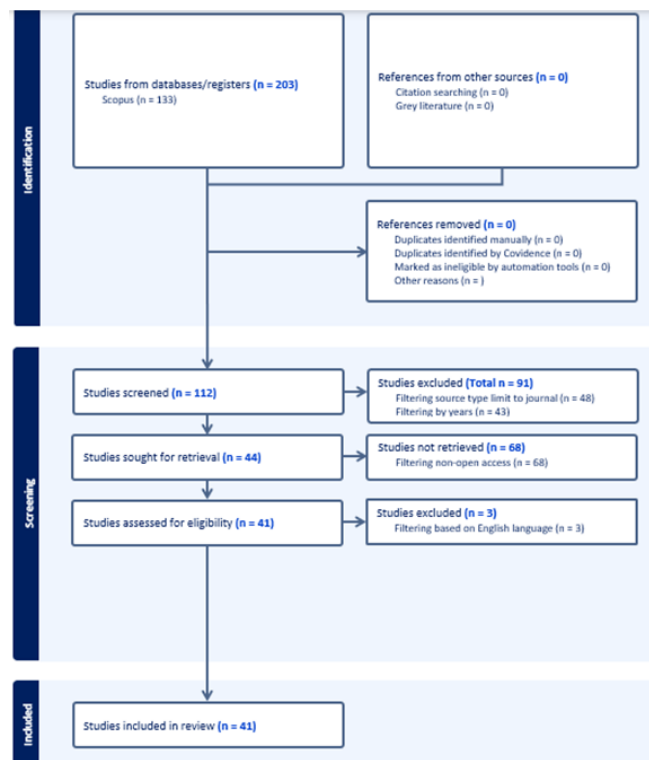 Identification
Studies from databases/registers (n = 203)
Scopus (n = 133)
References from other sources (n = 0)
Citation searching (n = 0)
Grey literature (n = 0)
References removed (n = 0)
Duplicates identified manually (n = 0)
Duplicates identified by Covidence (n = 0)
Marked as ineligible by automation tools (n = 0)
Other reasons (n = )
Screening
Studies screened (n = 112)
Studies excluded (Total n = 91)
Filtering source type limit to journal (n = 48)
Filtering by years (n = 43)
Studies sought for retrieval (n = 44)
Studies not retrieved (n = 68)
Filtering non-open access (n = 68)
Studies assessed for eligibility (n = 41)
Studies excluded (n = 3)
Filtering based on English language (n = 3)
Included
Studies included in review (n = 41)